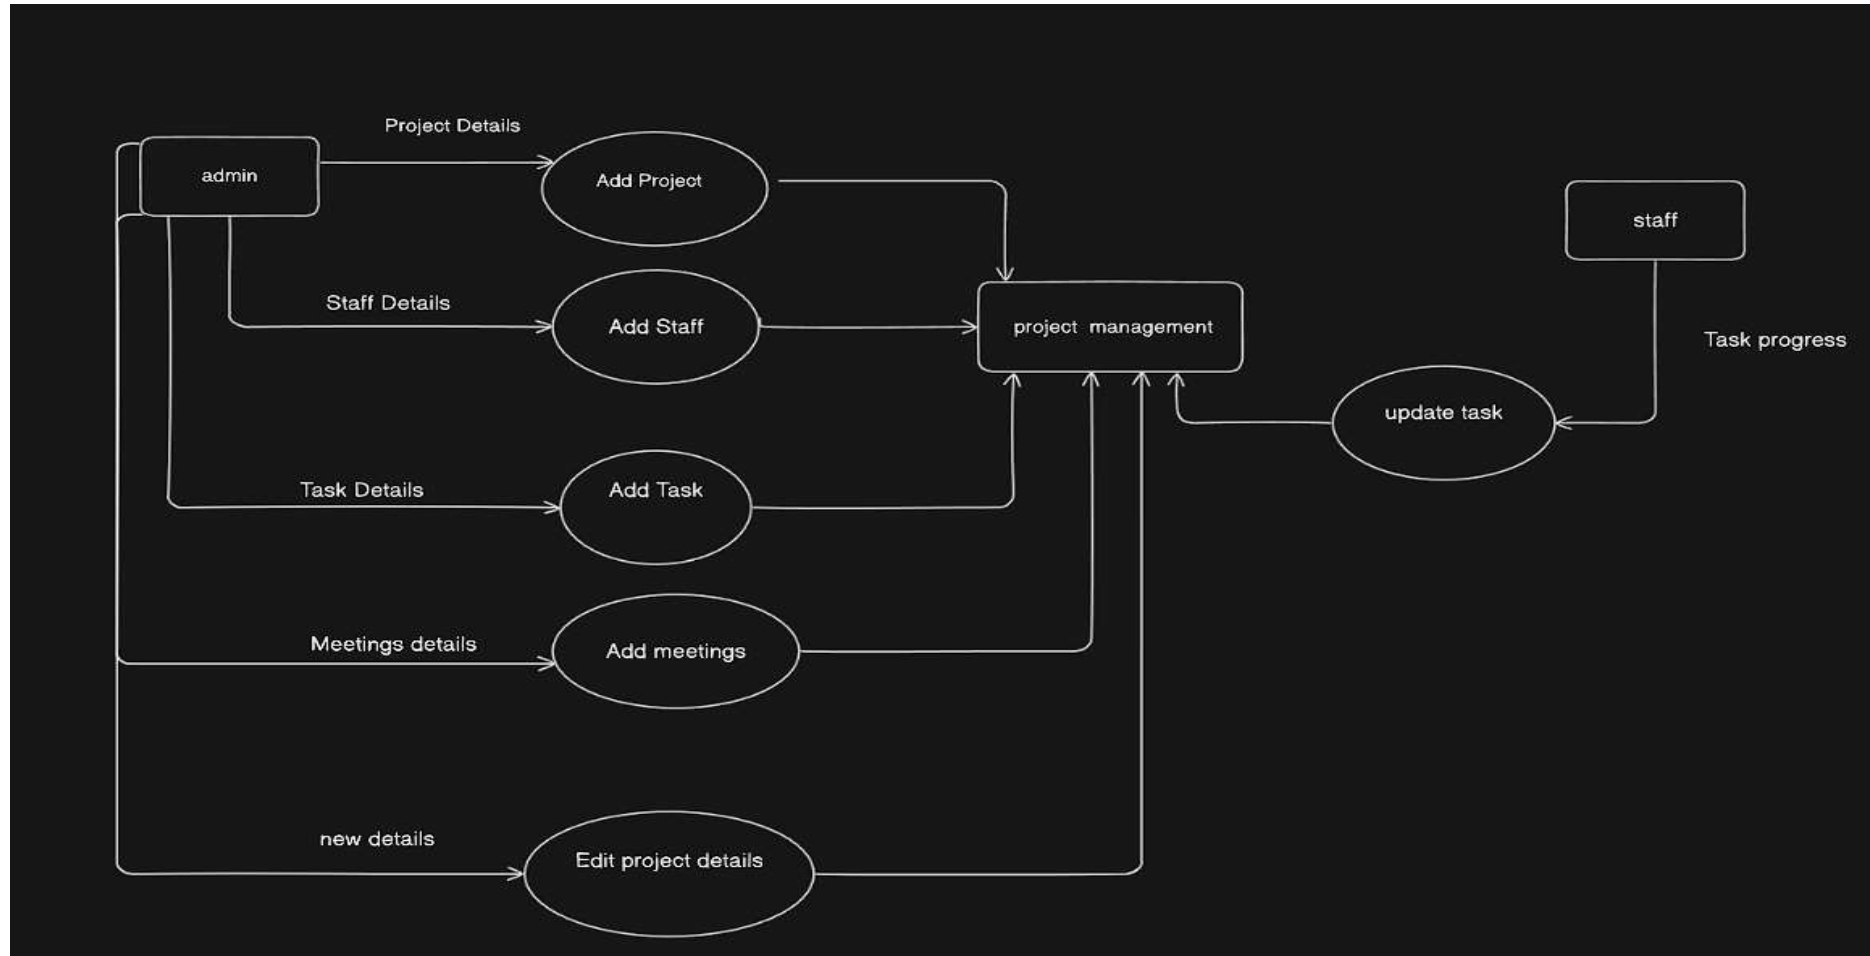 Project Details
admin
Add Project
staff
Staff Details
Add Staff
project management
Task progress
update task
Task Details
Add Task
Meetings details
Add meetings
new details
Edit project details